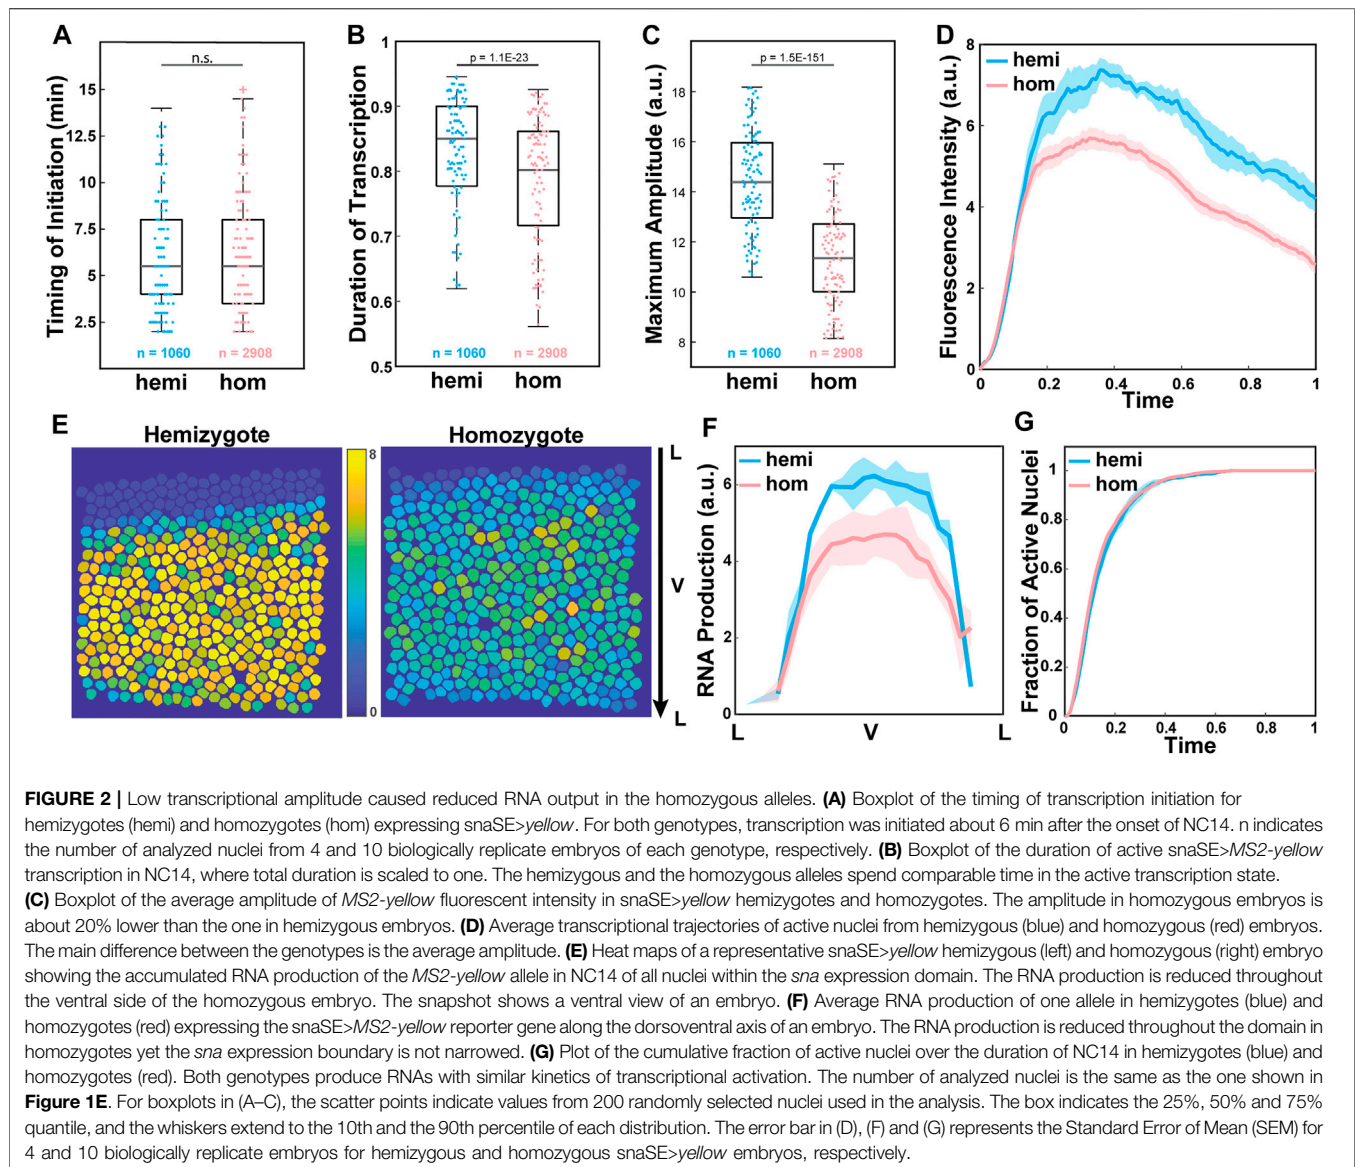 A
n.s.
Timing of Initiation (min)
15
12.5
10
7.5
5
2.5
n = 1060
n = 2908
hemi
hom
B
p = 1.1E-23
Duration of Transcription
1
0.9
0.8
0.7
0.6
0.5
n = 1060
n = 2908
hemi
hom
C
p = 1.5E-151
Maximum Amplitude (a.u.)
18
16
14
12
10
8
n = 1060
n = 2908
hemi
hom
D
hemi
hom
Fluorescence Intensity (a.u.)
8
6
4
2
0
0
0.2
0.4
0.6
0.8
1
Time
E
Hemizygote
8
0
Homozygote
L
V
L
F
hemi
hom
RNA Production (a.u.)
6
4
2
0
L
V
L
G
hemi
hom
Fraction of Active Nuclei
1
0.8
0.6
0.4
0.2
0
0
0.2
0.4
0.6
0.8
1
Time
FIGURE 2 | Low transcriptional amplitude caused reduced RNA output in the homozygous alleles. (A) Boxplot of the timing of transcription initiation for
hemizygotes (hemi) and homozygotes (hom) expressing snaSE>yellow. For both genotypes, transcription was initiated about 6 min after the onset of NC14. n indicates
the number of analyzed nuclei from 4 and 10 biologically replicate embryos of each genotype, respectively. (B) Boxplot of the duration of active snaSE>MS2-yellow
transcription in NC14, where total duration is scaled to one. The hemizygous and the homozygous alleles spend comparable time in the active transcription state.
(C) Boxplot of the average amplitude of MS2-yellow fluorescent intensity in snaSE>yellow hemizygotes and homozygotes. The amplitude in homozygous embryos is
about 20% lower than the one in hemizygous embryos. (D) Average transcriptional trajectories of active nuclei from hemizygous (blue) and homozygous (red) embryos.
The main difference between the genotypes is the average amplitude. (E) Heat maps of a representative snaSE>yellow hemizygous (left) and homozygous (right) embryo
showing the accumulated RNA production of the MS2-yellow allele in NC14 of all nuclei within the sna expression domain. The RNA production is reduced throughout
the ventral side of the homozygous embryo. The snapshot shows a ventral view of an embryo. (F) Average RNA production of one allele in hemizygotes (blue) and
homozygotes (red) expressing the snaSE>MS2-yellow reporter gene along the dorsoventral axis of an embryo. The RNA production is reduced throughout the domain in
homozygotes yet the sna expression boundary is not narrowed. (G) Plot of the cumulative fraction of active nuclei over the duration of NC14 in hemizygotes (blue) and
homozygotes (red). Both genotypes produce RNAs with similar kinetics of transcriptional activation. The number of analyzed nuclei is the same as the one shown in
Figure 1E. For boxplots in (A–C), the scatter points indicate values from 200 randomly selected nuclei used in the analysis. The box indicates the 25%, 50% and 75%
quantile, and the whiskers extend to the 10th and the 90th percentile of each distribution. The error bar in (D), (F) and (G) represents the Standard Error of Mean (SEM) for
4 and 10 biologically replicate embryos for hemizygous and homozygous snaSE>yellow embryos, respectively.